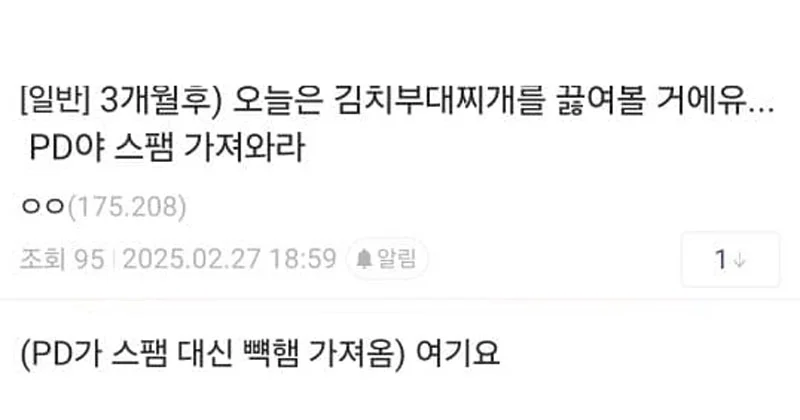 [일반] 3개월후) 오늘은 김치부대찌개를 끓여볼 거에유...
PD야 스팸 가져와라
ㅇㅇ(175.208)
조회 95 | 2025.02.27 18:59 알림
1↓
(PD가 스팸 대신 빽햄 가져옴) 여기요